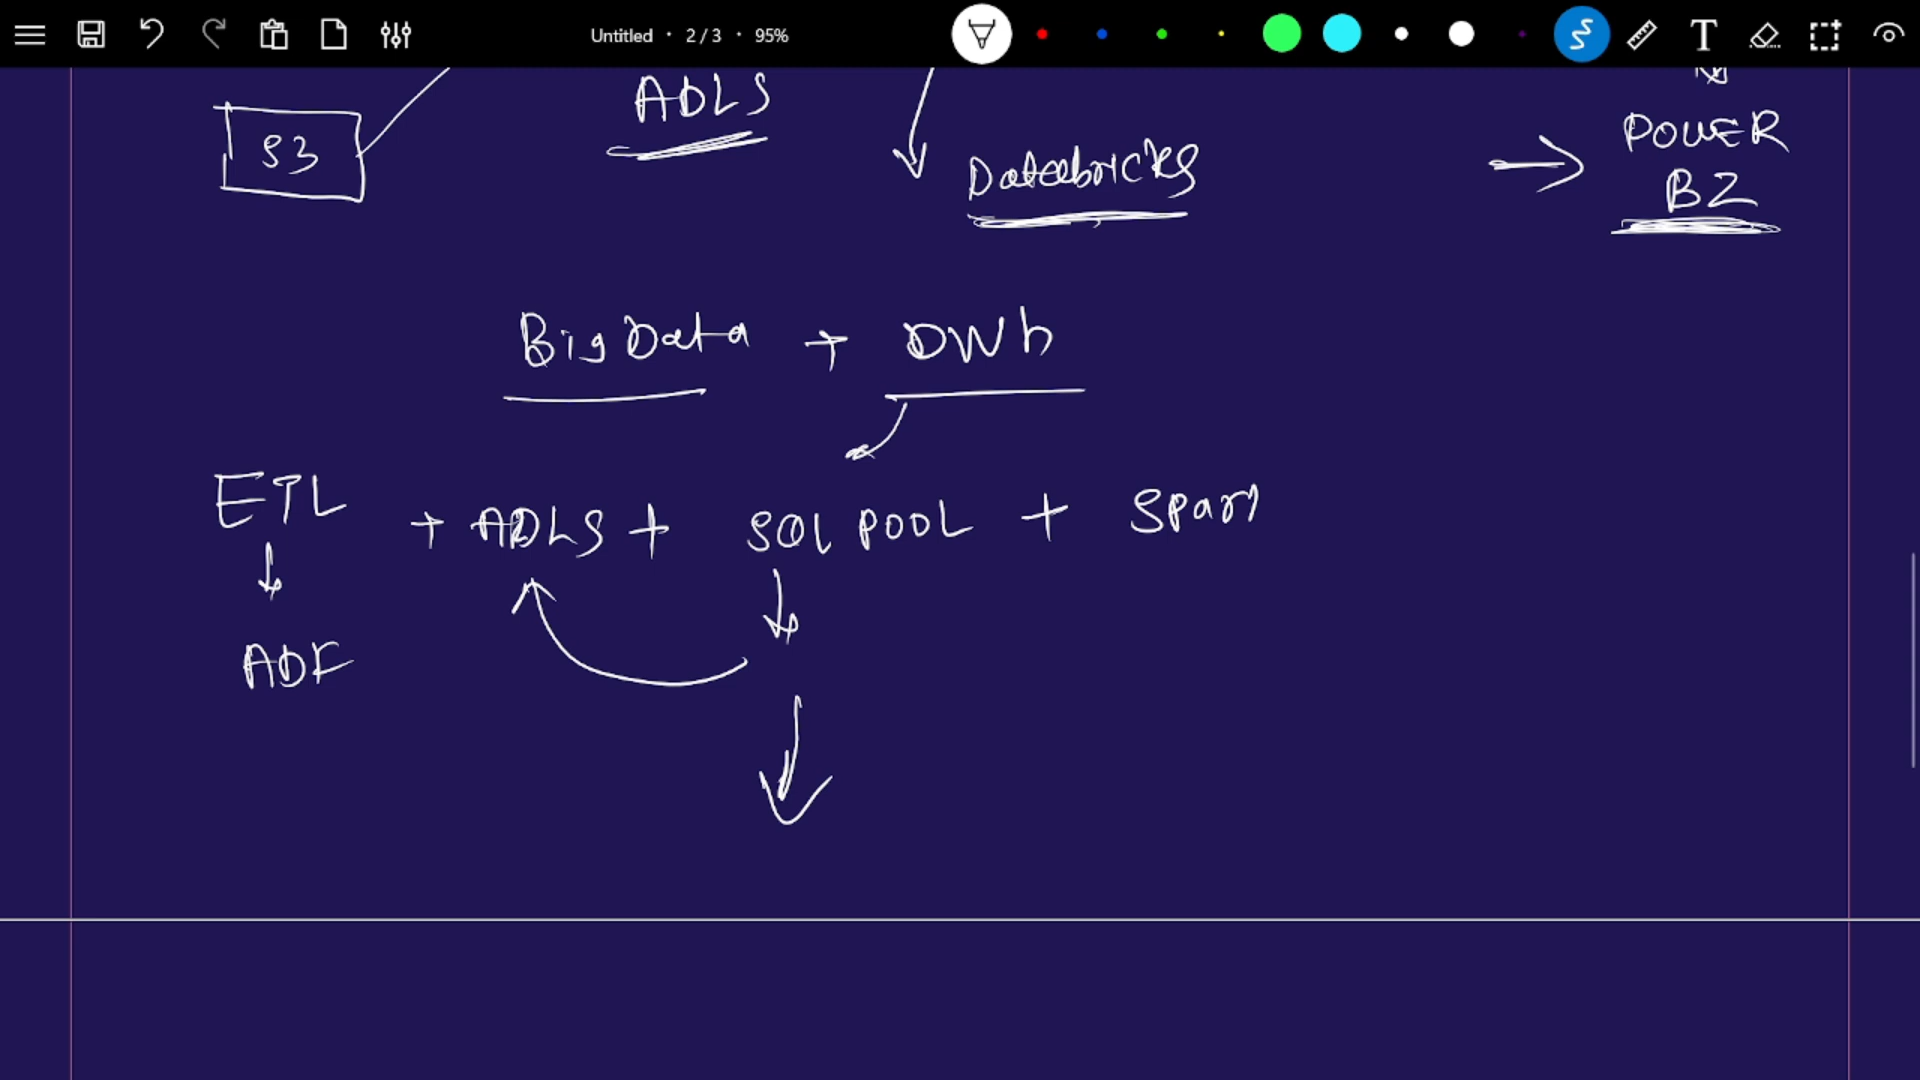 Untitled • 2 / 3 • 95%
T
ADLS
S3
Databricks
POWER
BI
Big Data + DWh
ETL + ADLS + SQL POOL + Spark
ADF